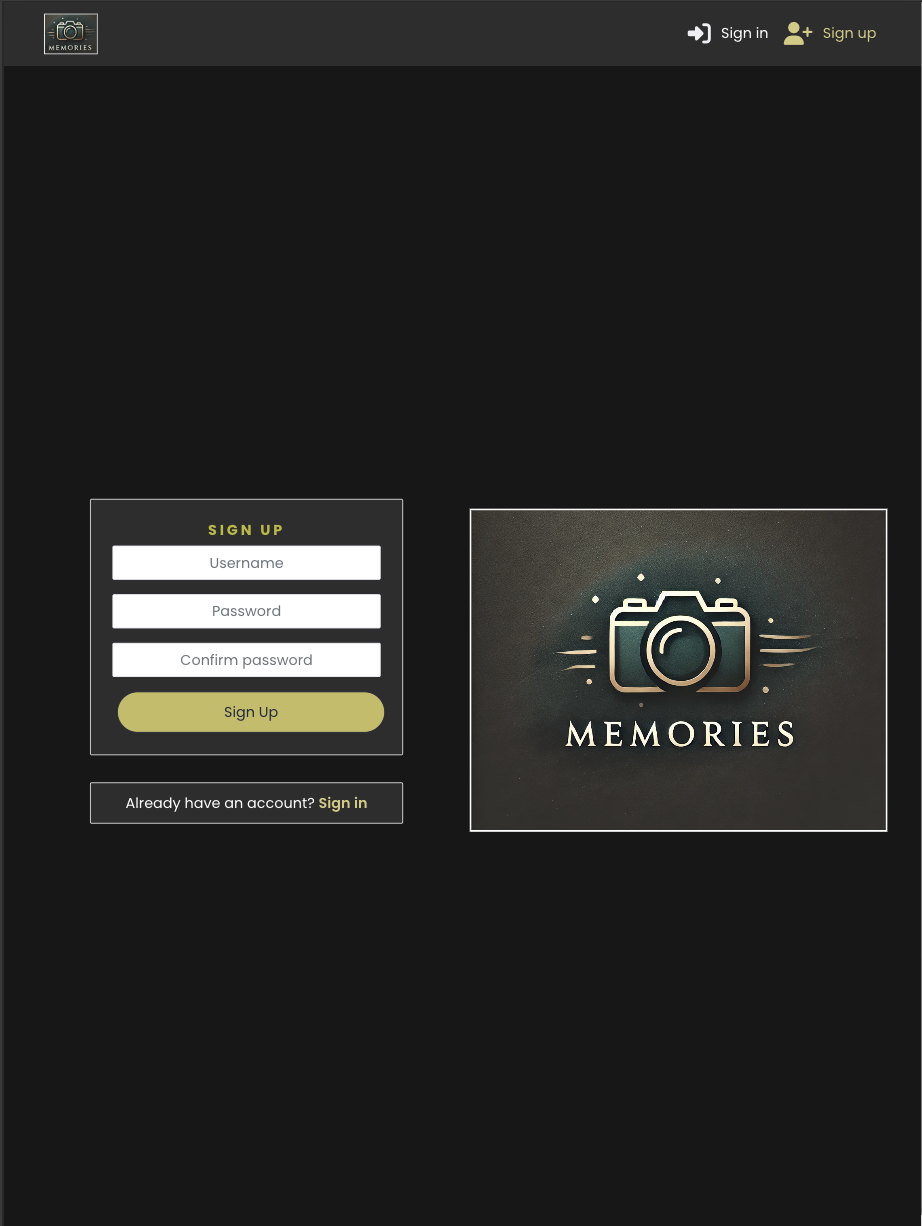 MEMORIES
Sign in
Sign up
SIGN UP
Username
Password
Confirm password
Sign Up
Already have an account? Sign in
MEMORIES